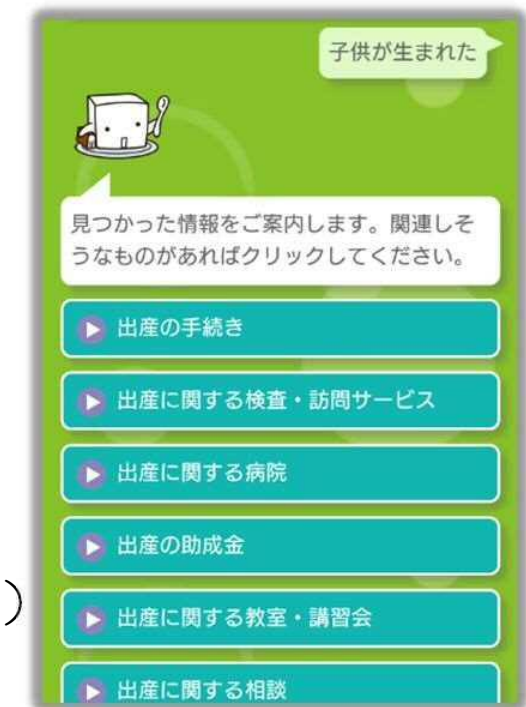 子供が生まれた
見つかった情報をご案内します。関連しそ
うなものがあればクリックしてください。
出産の手続き
出産に関する検査・訪問サービス
出産に関する病院
出産の助成金
)
出産に関する教室・講習会
出産に関する相談